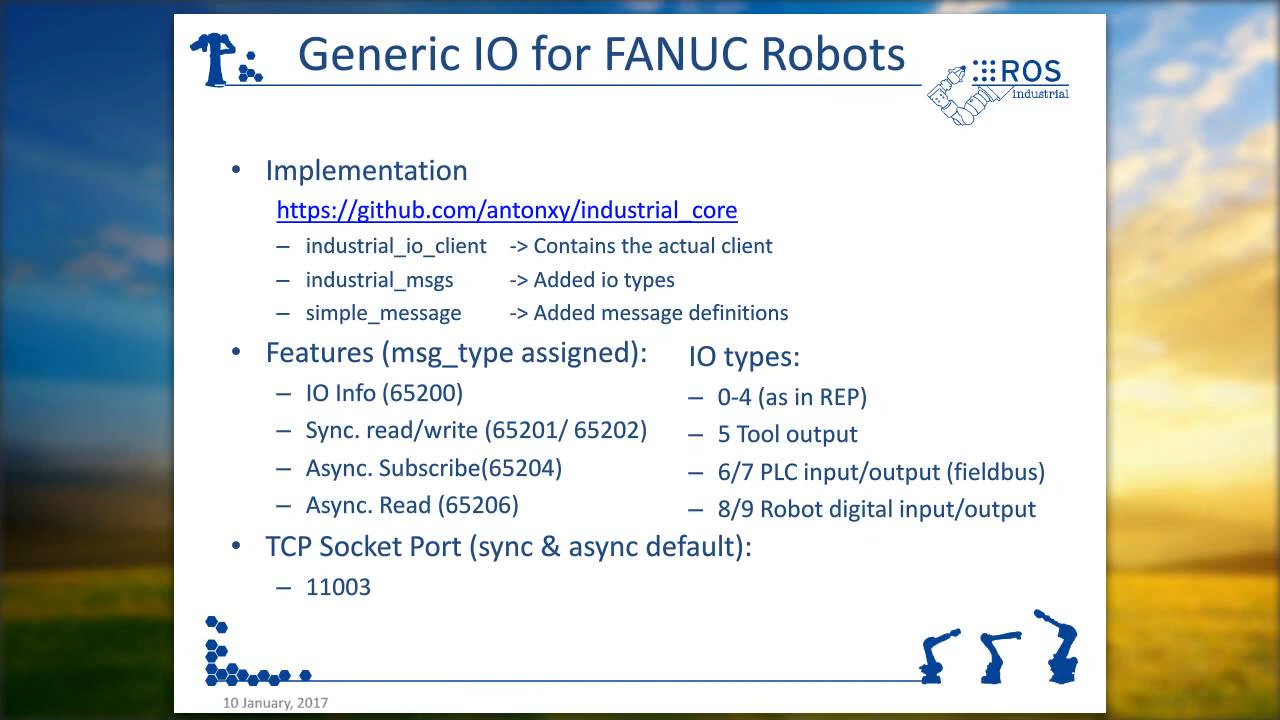 Generic IO for FANUC Robots
ROS
industrial
• Implementation
https://github.com/antonxy/industrial_core
– industrial_io_client -> Contains the actual client
– industrial_msgs -> Added io types
– simple_message -> Added message definitions
• Features (msg_type assigned):
– IO Info (65200)
– Sync. read/write (65201/ 65202)
– Async. Subscribe(65204)
– Async. Read (65206)
IO types:
– 0-4 (as in REP)
– 5 Tool output
– 6/7 PLC input/output (fieldbus)
– 8/9 Robot digital input/output
• TCP Socket Port (sync & async default):
– 11003
10 January, 2017